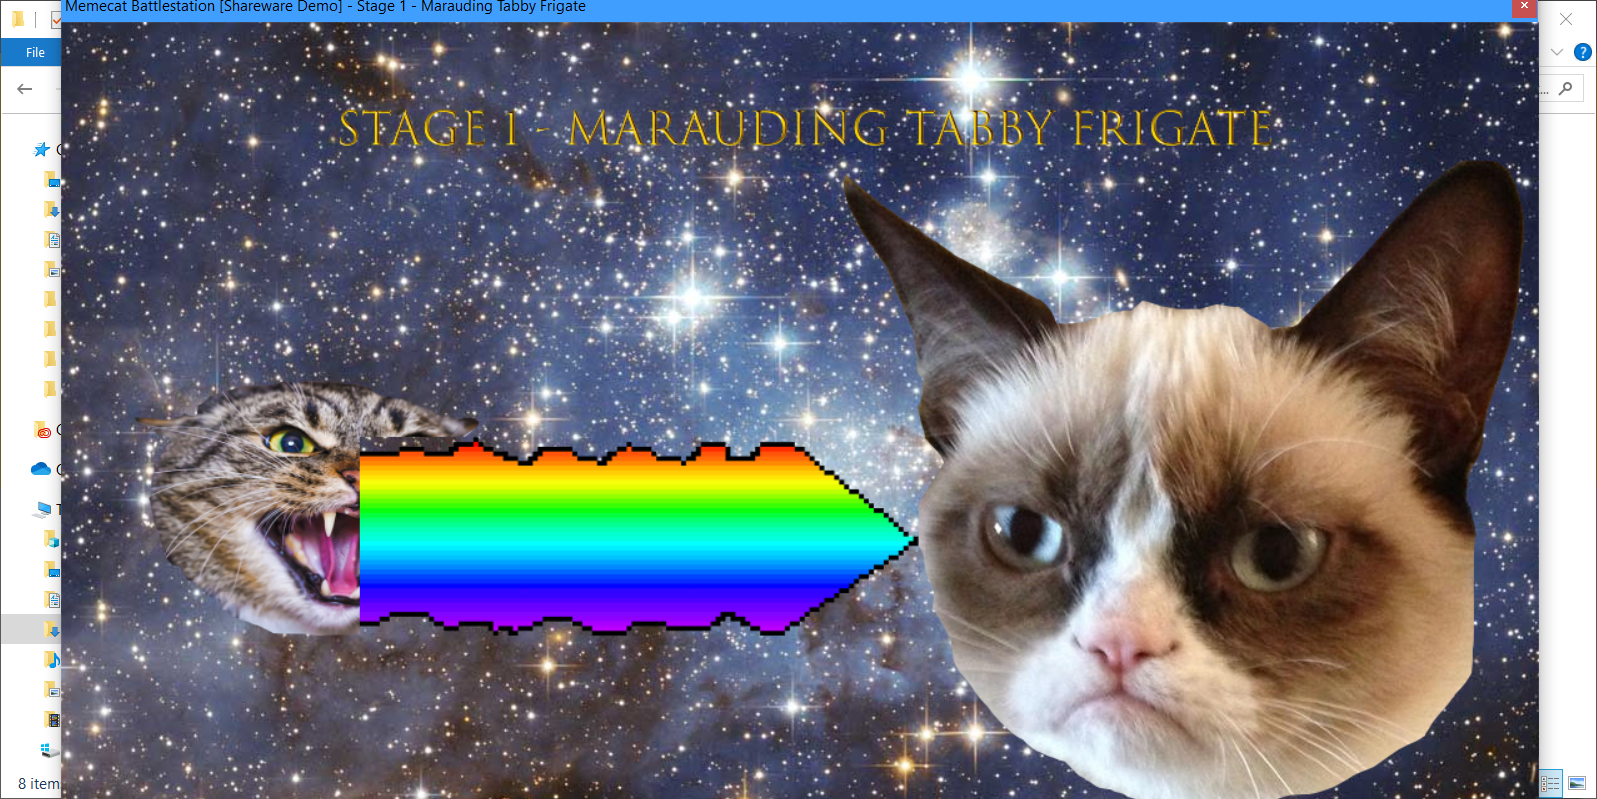 Memecat Battlestation [Shareware Demo] - Stage 1 - Marauding Tabby Frigate
File
STAGE 1 - MARAUDING TABBY FRIGATE
8 item